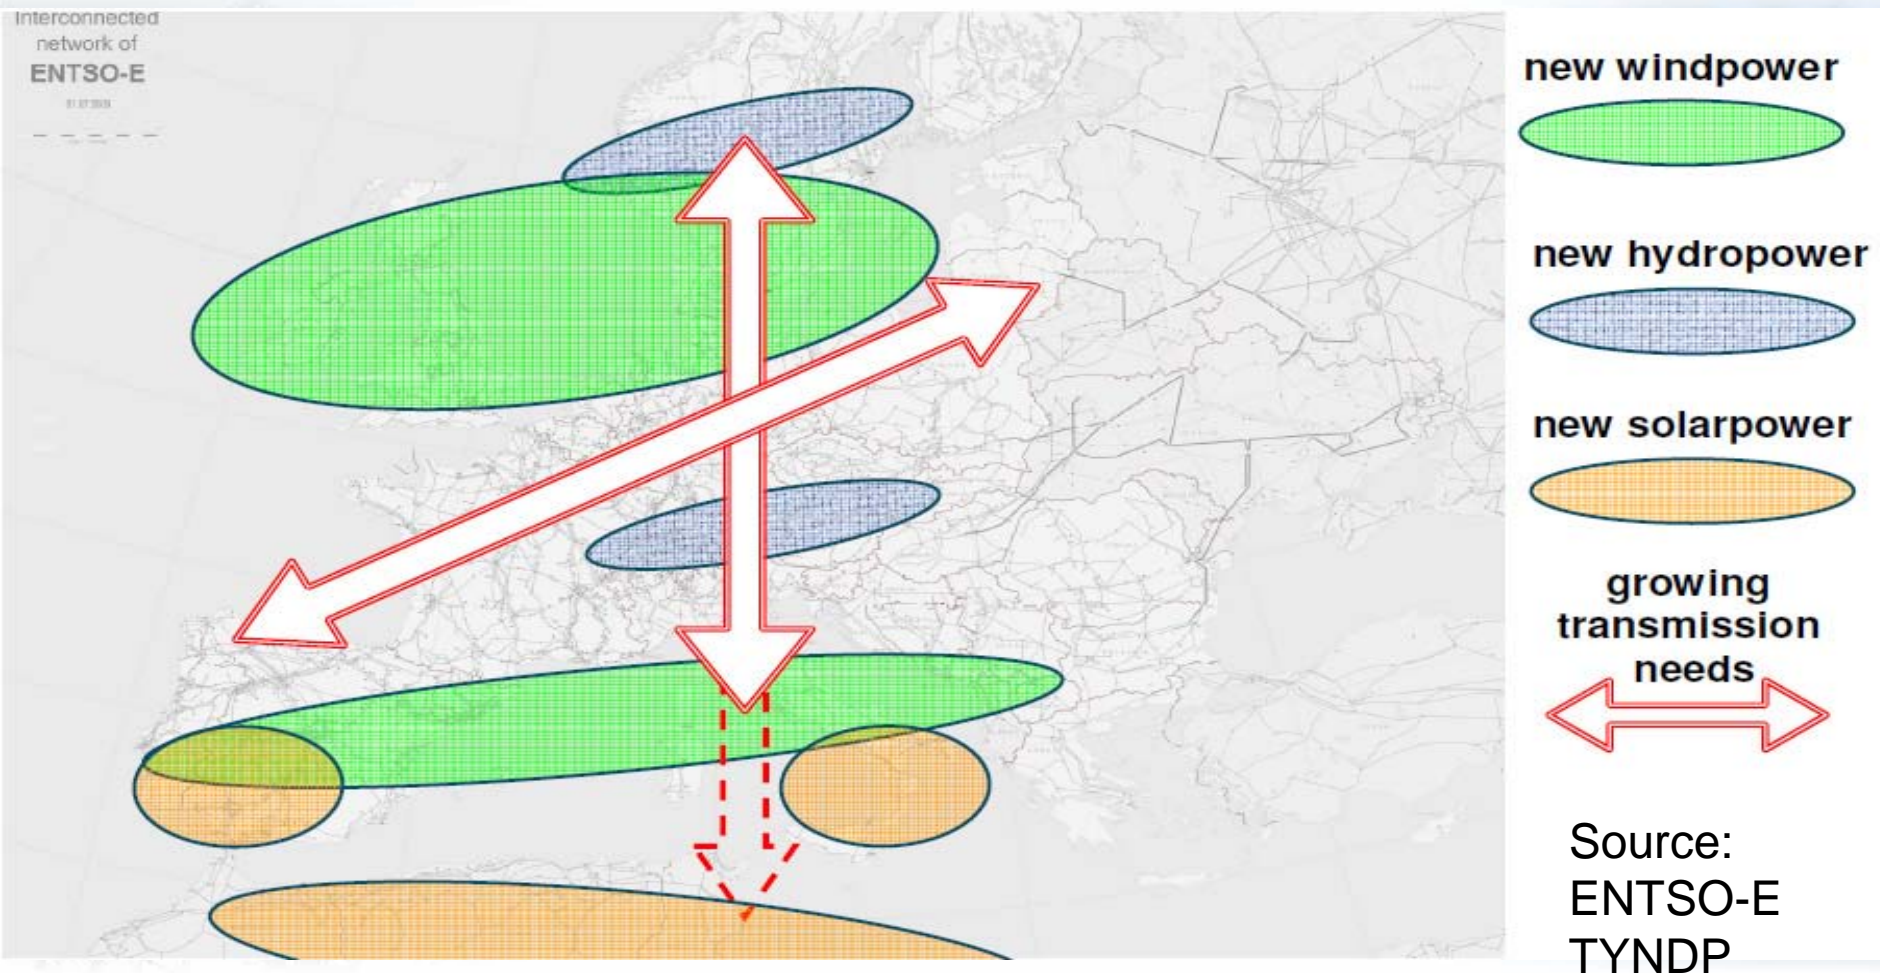 Interconnected
network of
ENTSO-E
new windpower
new hydropower
new solarpower
growing
transmission
needs
Source:
ENTSO-E
TYNDP